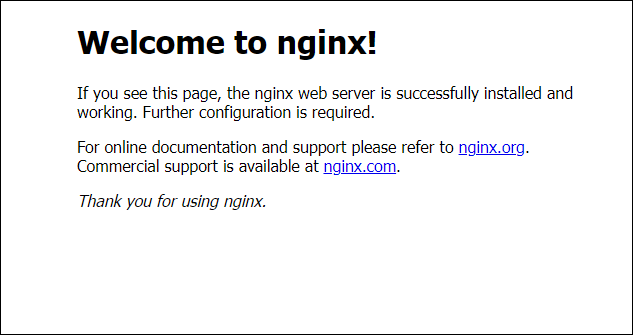 Welcome to nginx!
If you see this page, the nginx web server is successfully installed and
working. Further configuration is required.
For online documentation and support please refer to nginx.org.
Commercial support is available at nginx.com.
Thank you for using nginx.